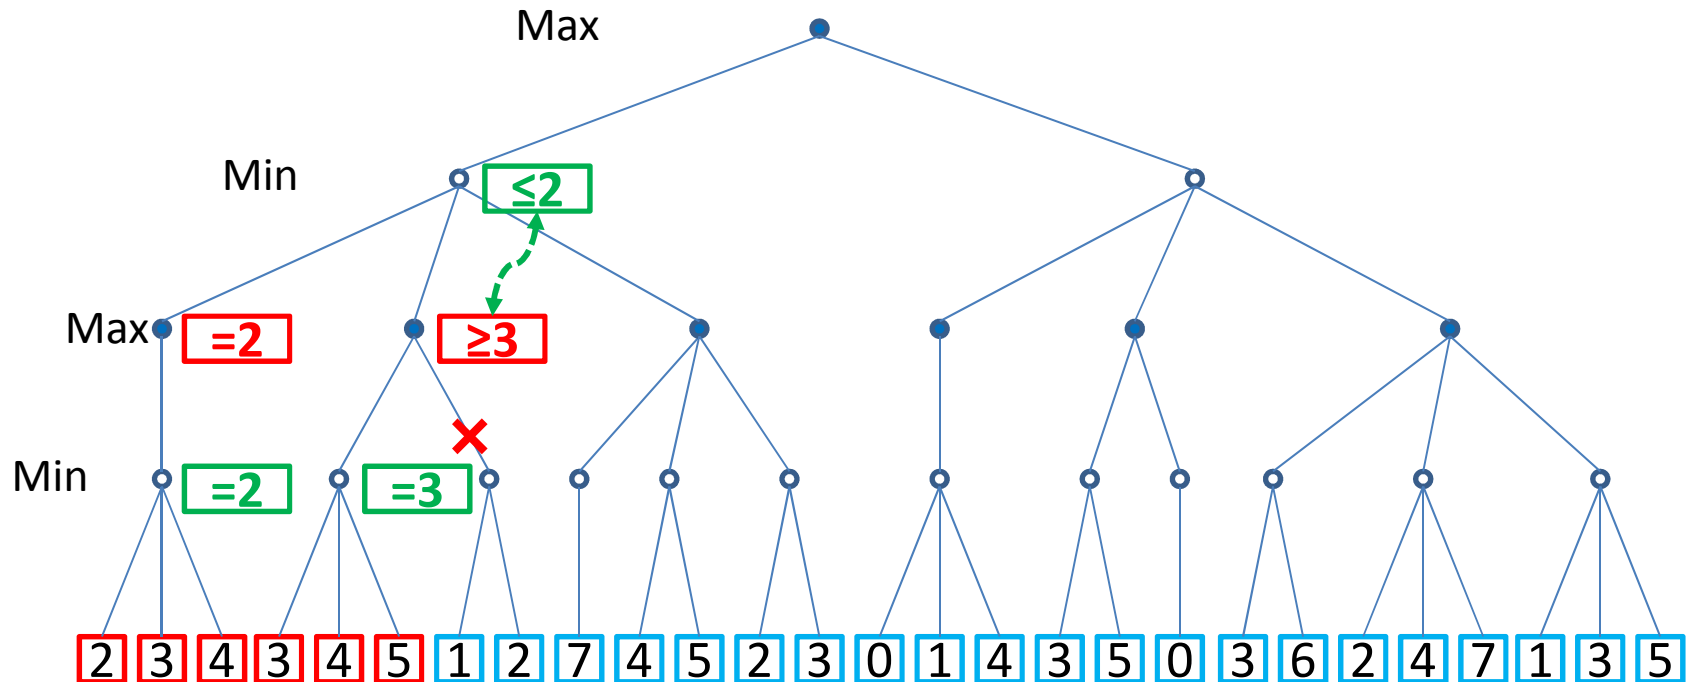 Max
Min ≤2
Max =2 ≥3
Min =2 =3
2 3 4 3 4 5 1 2 7 4 5 2 3 0 1 4 3 5 0 3 6 2 4 7 1 3 5